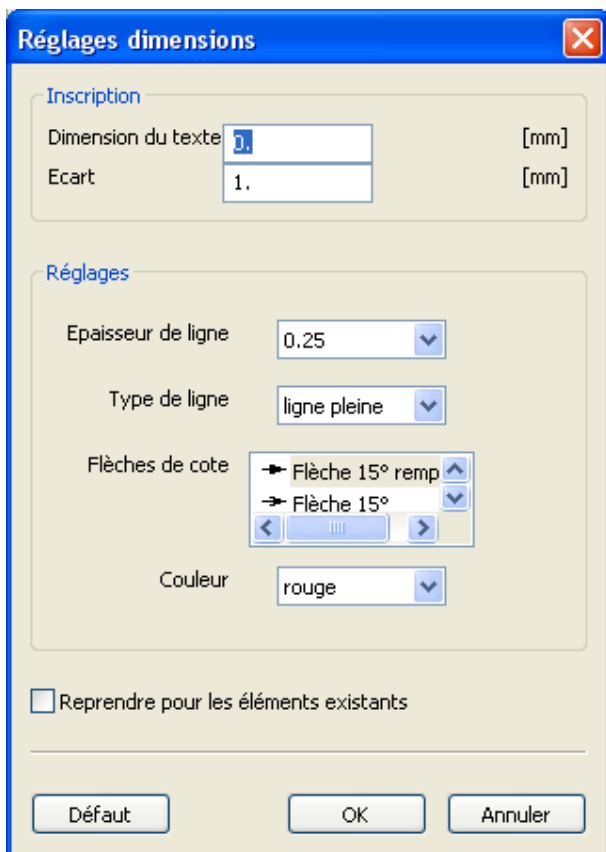 Réglages dimensions
Inscription
Dimension du texte 0. [mm]
Ecart 1. [mm]
Réglages
Epaisseur de ligne 0.25
Type de ligne ligne pleine
Flèches de cote Flèche 15° remp
Flèche 15°
Couleur rouge
Reprendre pour les éléments existants
Défaut OK Annuler